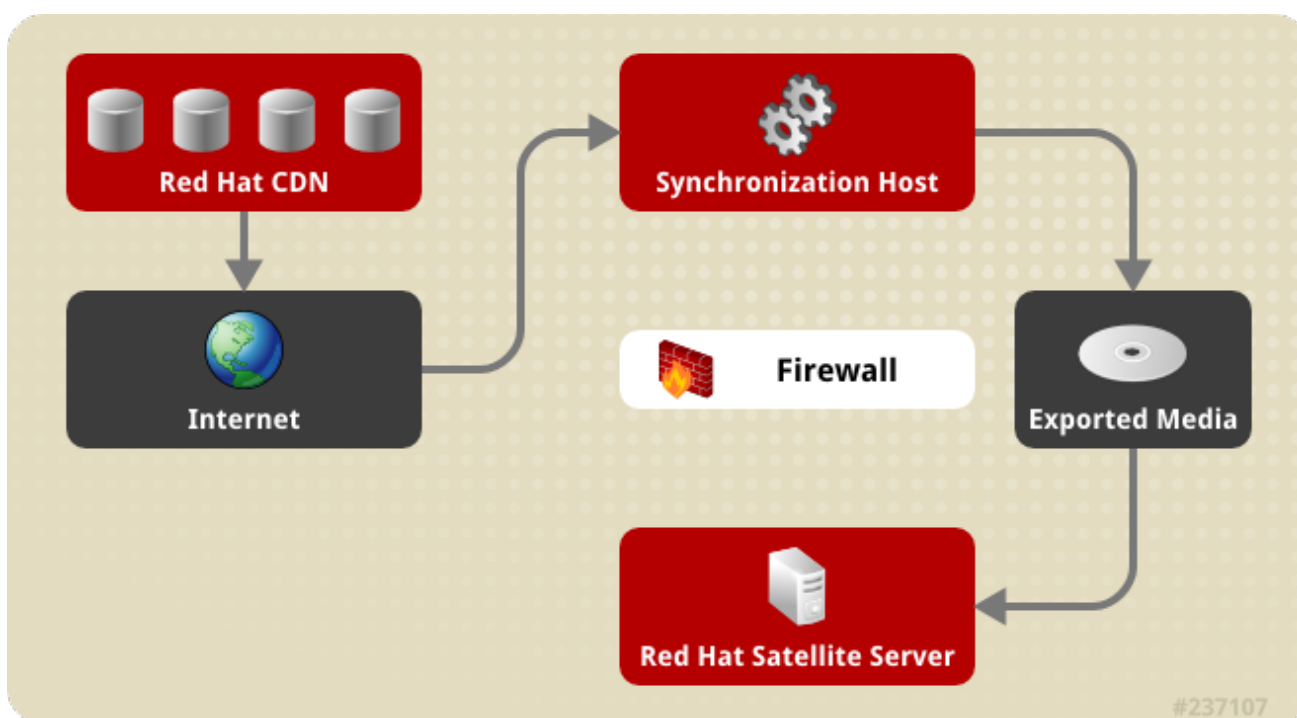 Red Hat CDN
Synchronization Host
Internet
Firewall
Exported Media
Red Hat Satellite Server
#237107